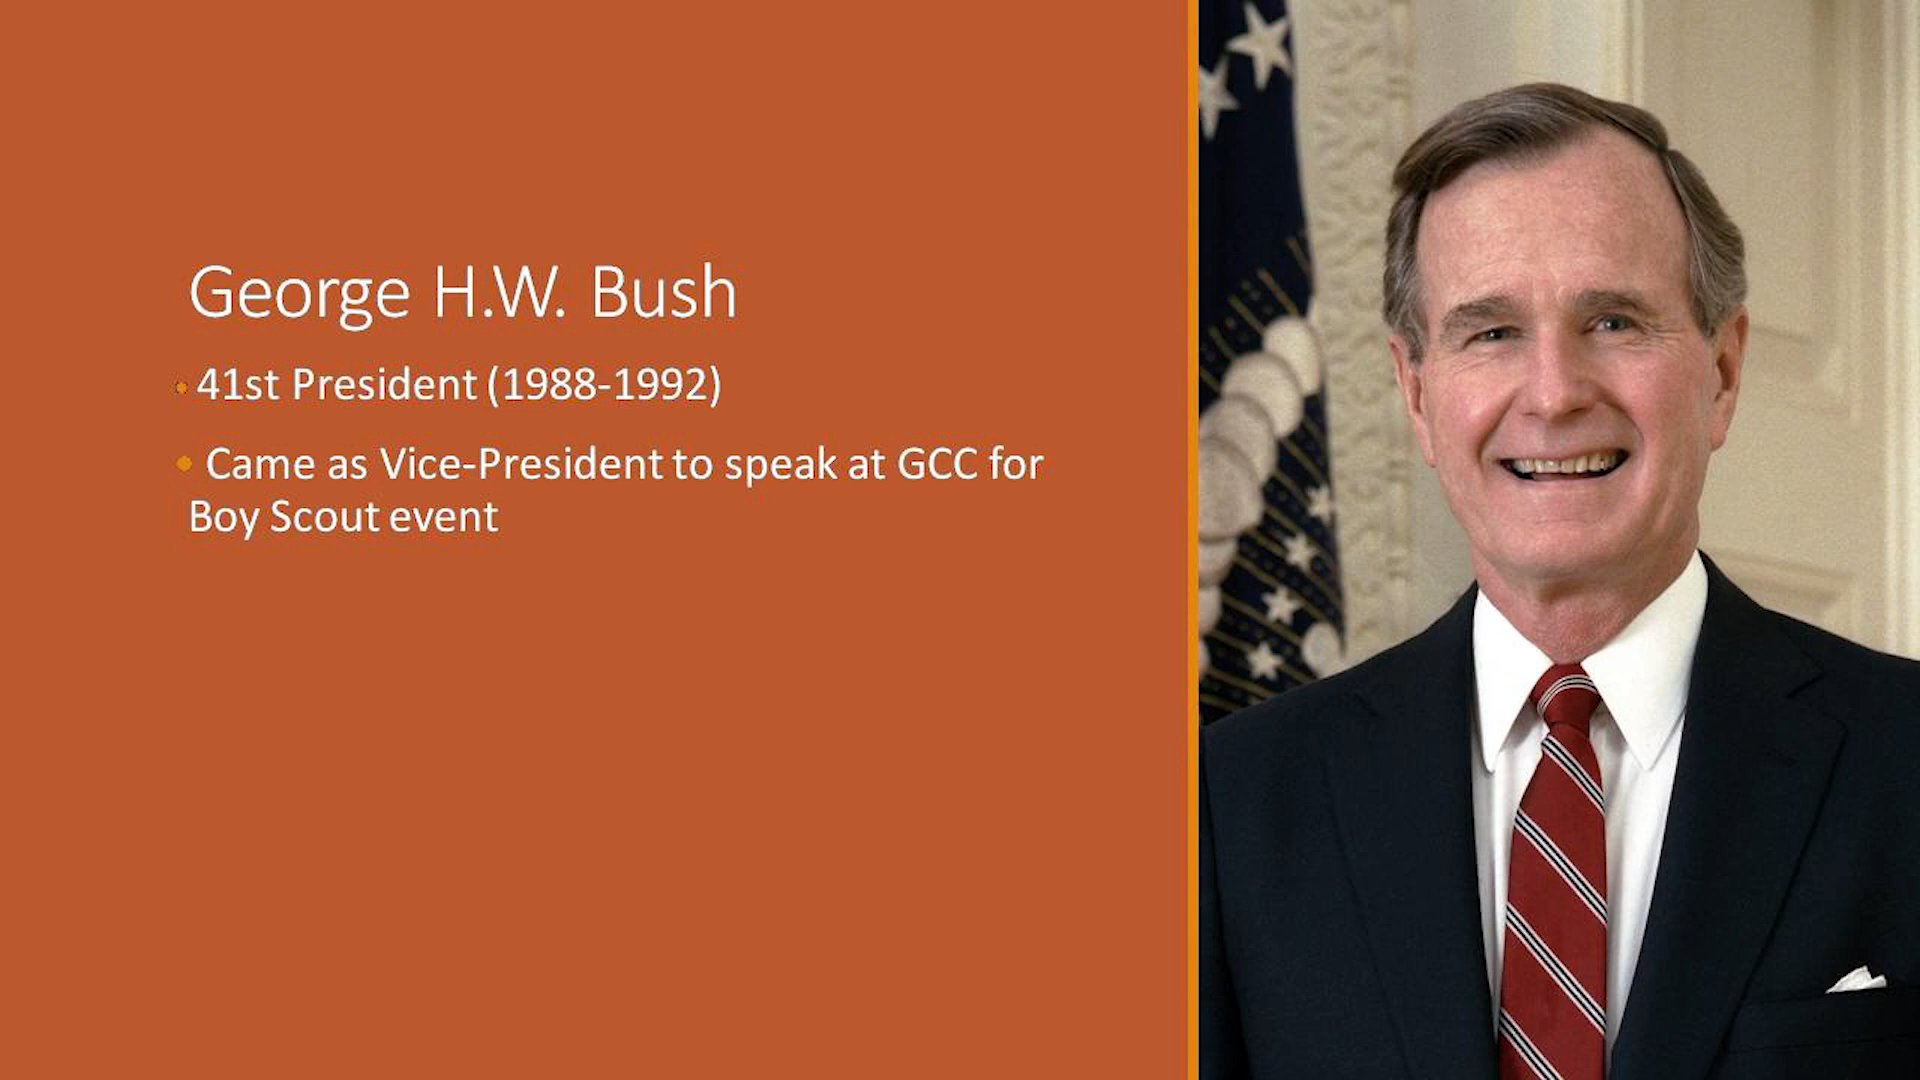 George H.W. Bush
• 41st President (1988-1992)
• Came as Vice-President to speak at GCC for
Boy Scout event